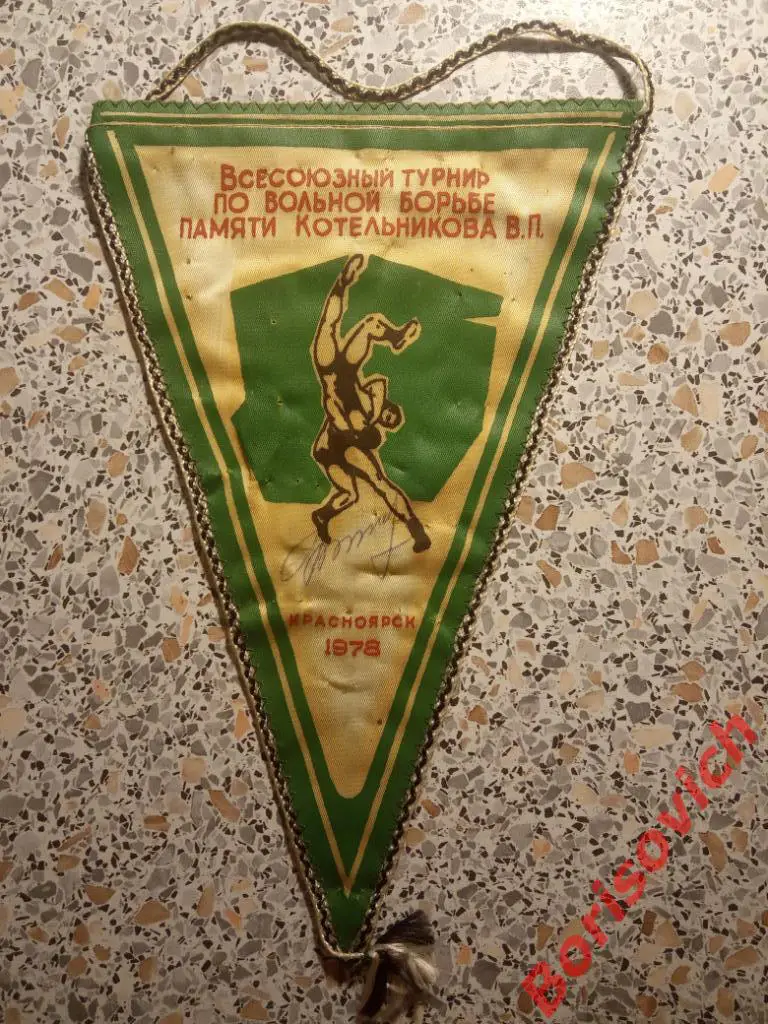 Всесоюзный турнир
по вольной борьбе
памяти Котельникова В.П.
Красноярск
1978
Borisovich